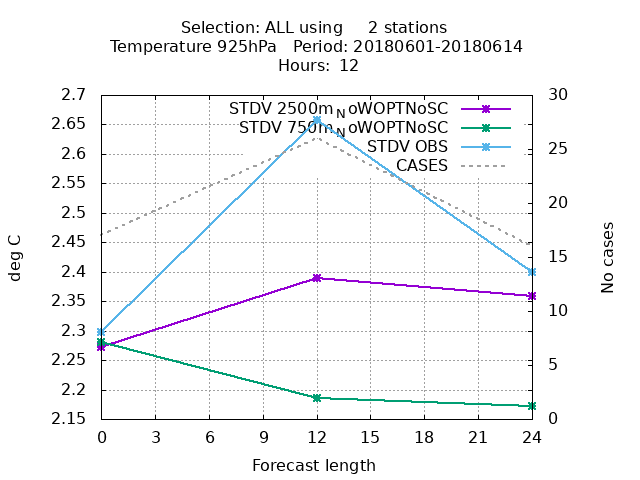 Selection: ALL using 2 stations
Temperature 925hPa Period: 20180601-20180614
Hours: 12
STDV 2500m_NoWOPTNoSC
STDV 750m_NoWOPTNoSC
STDV OBS
CASES
deg C
2.7
2.65
2.6
2.55
2.5
2.45
2.4
2.35
2.3
2.25
2.2
2.15
30
25
20
15
10
5
0
No cases
0 3 6 9 12 15 18 21 24
Forecast length